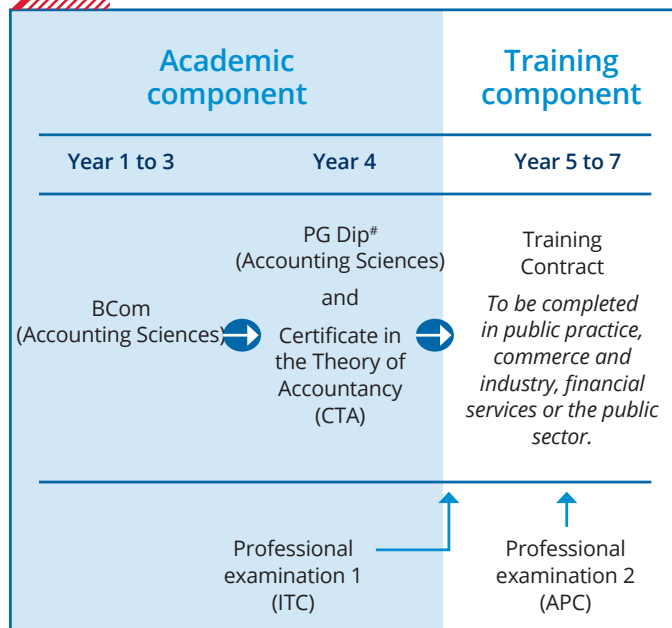 Academic
component
Training
component
Year 1 to 3
Year 4
Year 5 to 7
BCom
(Accounting Sciences)
PG Dip#
(Accounting Sciences)
and
Certificate in
the Theory of
Accountancy
(CTA)
Training
Contract
To be completed
in public practice,
commerce and
industry, financial
services or the public
sector.
Professional
examination 1
(ITC)
Professional
examination 2
(APC)